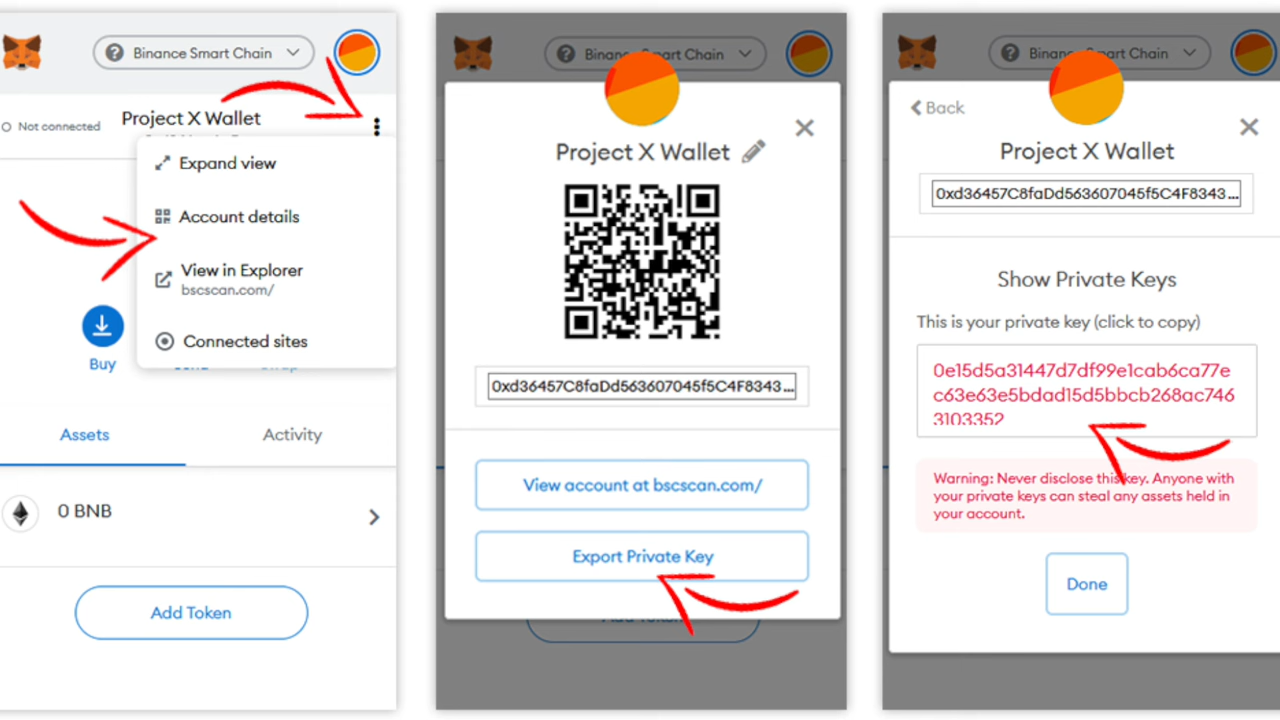 Binance Smart Chain
Not connected
Project X Wallet
Expand view
Account details
View in Explorer
bscscan.com/
Connected sites
Buy
Assets
Activity
0 BNB
Add Token
Project X Wallet
0xd36457C8faDd563607045f5C4F8343...
View account at bscscan.com/
Export Private Key
Back
Project X Wallet
0xd36457C8faDd563607045f5C4F8343...
Show Private Keys
This is your private key (click to copy)
0e15d5a31447d7df99e1cab6ca77e
c63e63e5bdad15d5bbcb268ac746
3103352
Warning: Never disclose this key. Anyone with
your private keys can steal any assets held in
your account.
Done